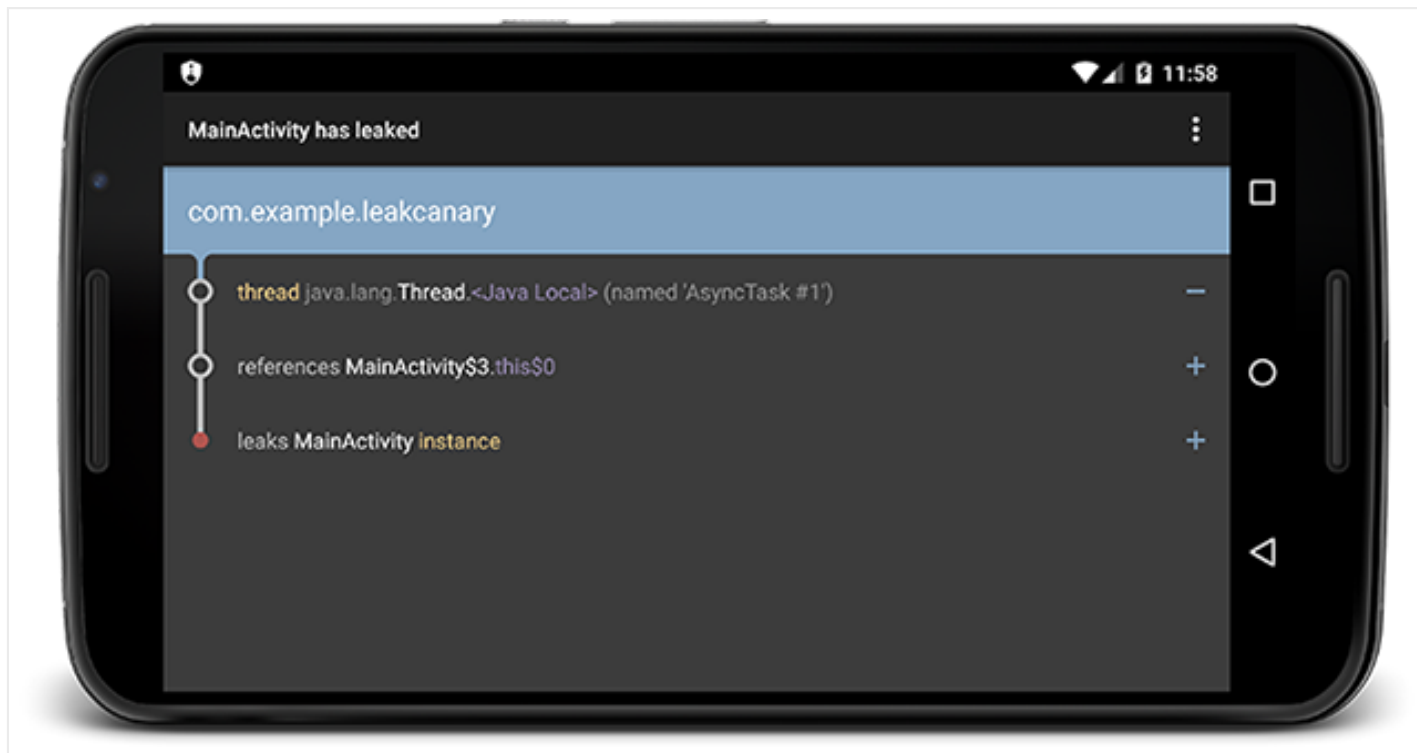 11:58
MainActivity has leaked
com.example.leakcanary
thread java.lang.Thread.<Java Local> (named 'AsyncTask #1')
references MainActivity$3.this$0
leaks MainActivity instance